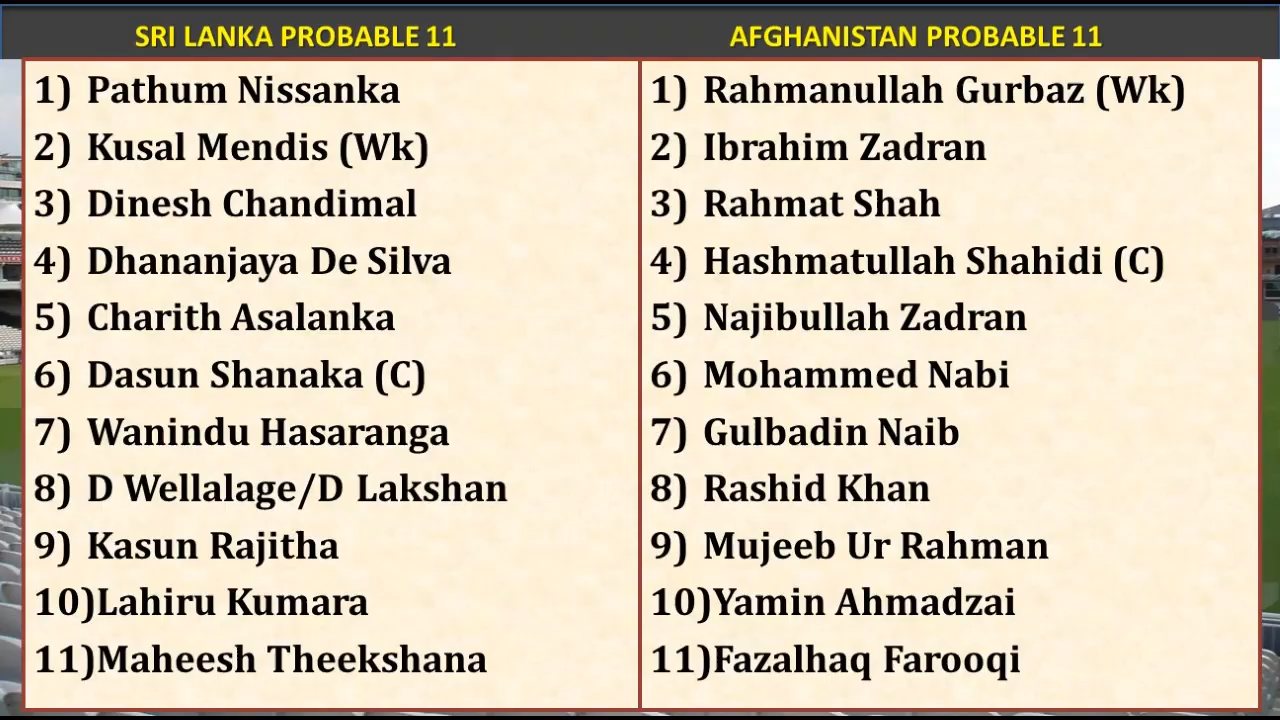 SRI LANKA PROBABLE 11
AFGHANISTAN PROBABLE 11
1) Pathum Nissanka
2) Kusal Mendis (Wk)
3) Dinesh Chandimal
4) Dhananjaya De Silva
5) Charith Asalanka
6) Dasun Shanaka (C)
7) Wanindu Hasaranga
8) D Wellalage/D Lakshan
9) Kasun Rajitha
10)Lahiru Kumara
11)Maheesh Theekshana
1) Rahmanullah Gurbaz (Wk)
2) Ibrahim Zadran
3) Rahmat Shah
4) Hashmatullah Shahidi (C)
5) Najibullah Zadran
6) Mohammed Nabi
7) Gulbadin Naib
8) Rashid Khan
9) Mujeeb Ur Rahman
10)Yamin Ahmadzai
11)Fazalhaq Farooqi